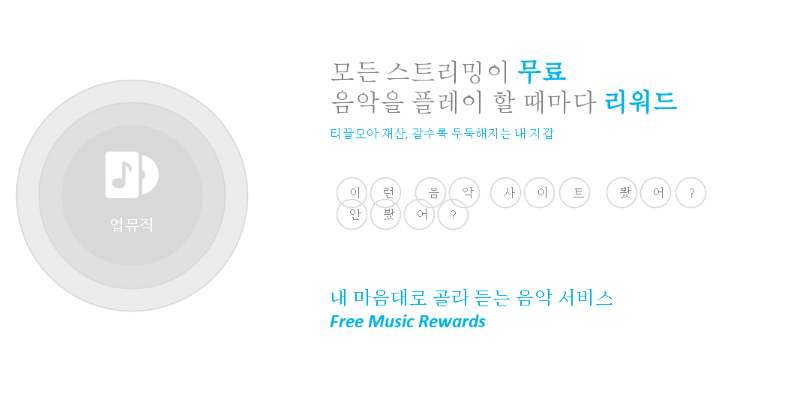 모든 스트리밍이 무료
음악을 플레이 할 때마다 리워드
티끌모아 재산, 갈수록 두둑해지는 내 지갑
업뮤직
이런 음악 사이트 봤어?
안봤어?
내 마음대로 골라 듣는 음악 서비스
Free Music Rewards